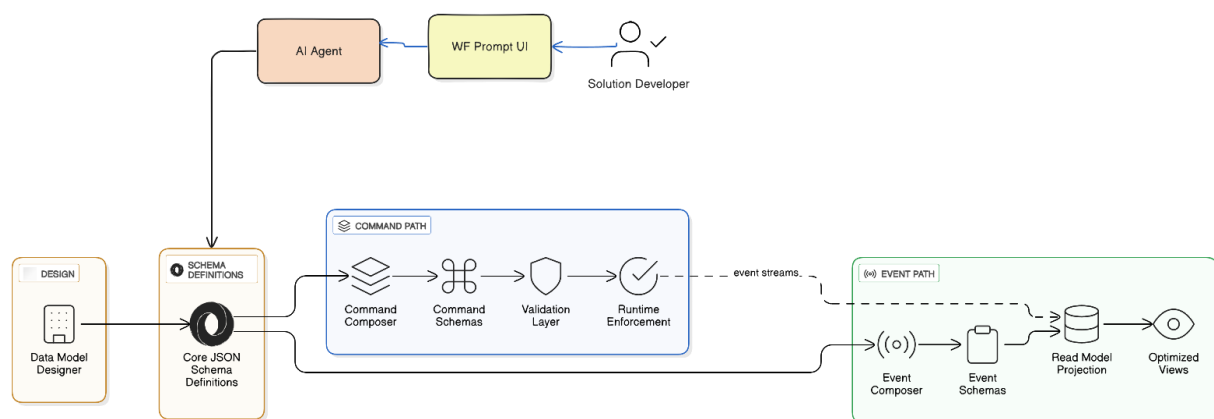 AI Agent
WF Prompt UI
Solution Developer
COMMAND PATH
DESIGN
SCHEMA
DEFINITIONS
event streams
EVENT PATH
Command
Composer
Command
Schemas
Validation
Layer
Runtime
Enforcement
Data Model
Designer
Core JSON
Schema
Definitions
Event
Composer
Event
Schemas
Read Model
Projection
Optimized
Views